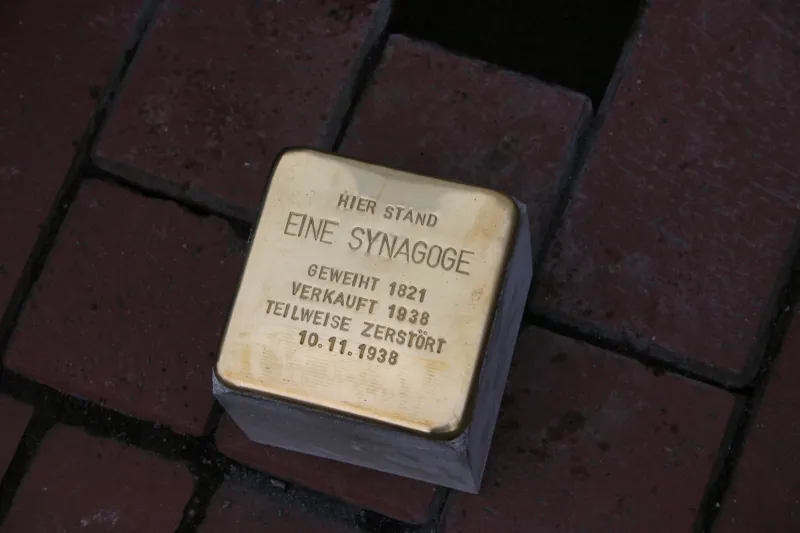 HIER STAND
EINE SYNAGOGE
GEWEIHT 1821
VERKAUFT 1938
TEILWEISE ZERSTÖRT
10.11.1938